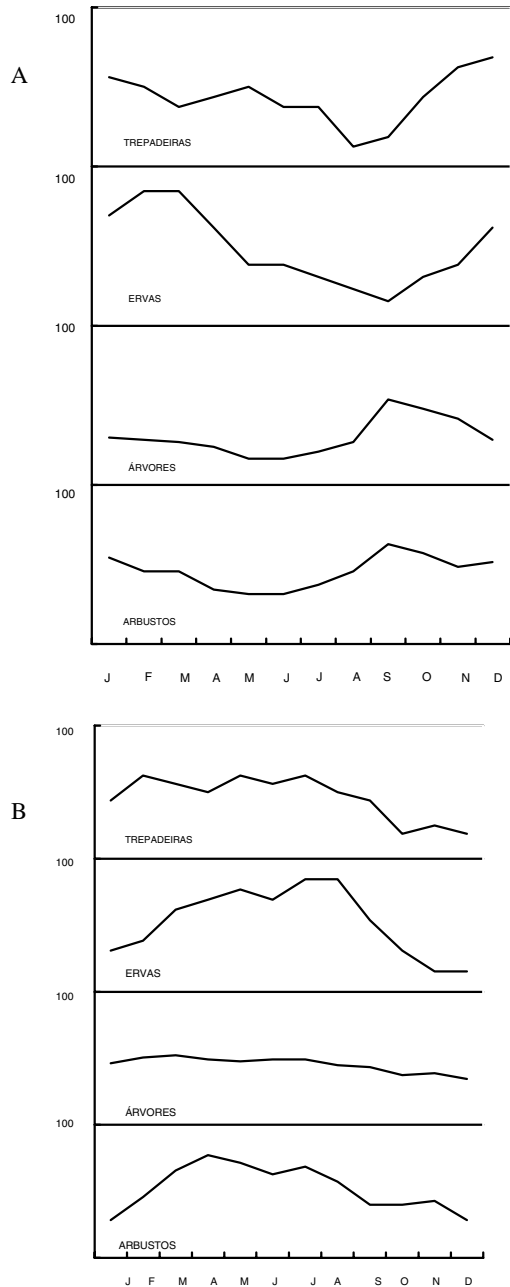 100
A
TREPADEIRAS
100
ERVAS
100
ÁRVORES
100
ARBUSTOS
J F M A M J J A S O N D
100
B
TREPADEIRAS
100
ERVAS
100
ÁRVORES
100
ARBUSTOS
J F M A M J J A S O N D